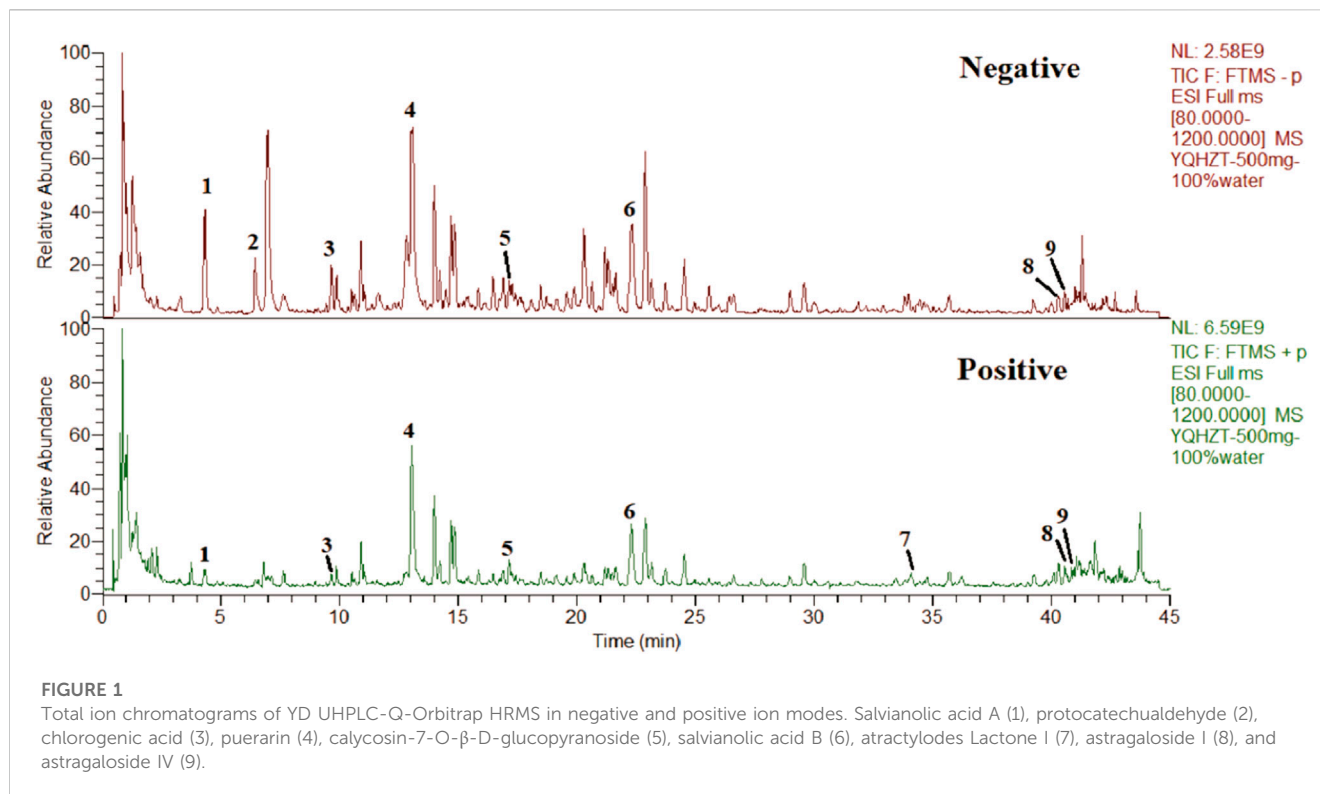 Negative
NL: 2.58E9
TIC F: FTMS - p
ESI Full ms
[80.0000-
1200.0000] MS
YQHZT-500mg-
100%water
Relative Abundance
100
80
60
40
20
0
1
2
3
4
5
6
8
9
Positive
NL: 6.59E9
TIC F: FTMS + p
ESI Full ms
[80.0000-
1200.0000] MS
YQHZT-500mg-
100%water
Relative Abundance
100
80
60
40
20
0
1
3
4
5
6
7
8
9
0 5 10 15 20 25 30 35 40 45
Time (min)
FIGURE 1
Total ion chromatograms of YD UHPLC-Q-Orbitrap HRMS in negative and positive ion modes. Salvianolic acid A (1), protocatechualdehyde (2),
chlorogenic acid (3), puerarin (4), calycosin-7-O-β-D-glucopyranoside (5), salvianolic acid B (6), atractylodes Lactone I (7), astragaloside I (8), and
astragaloside IV (9).